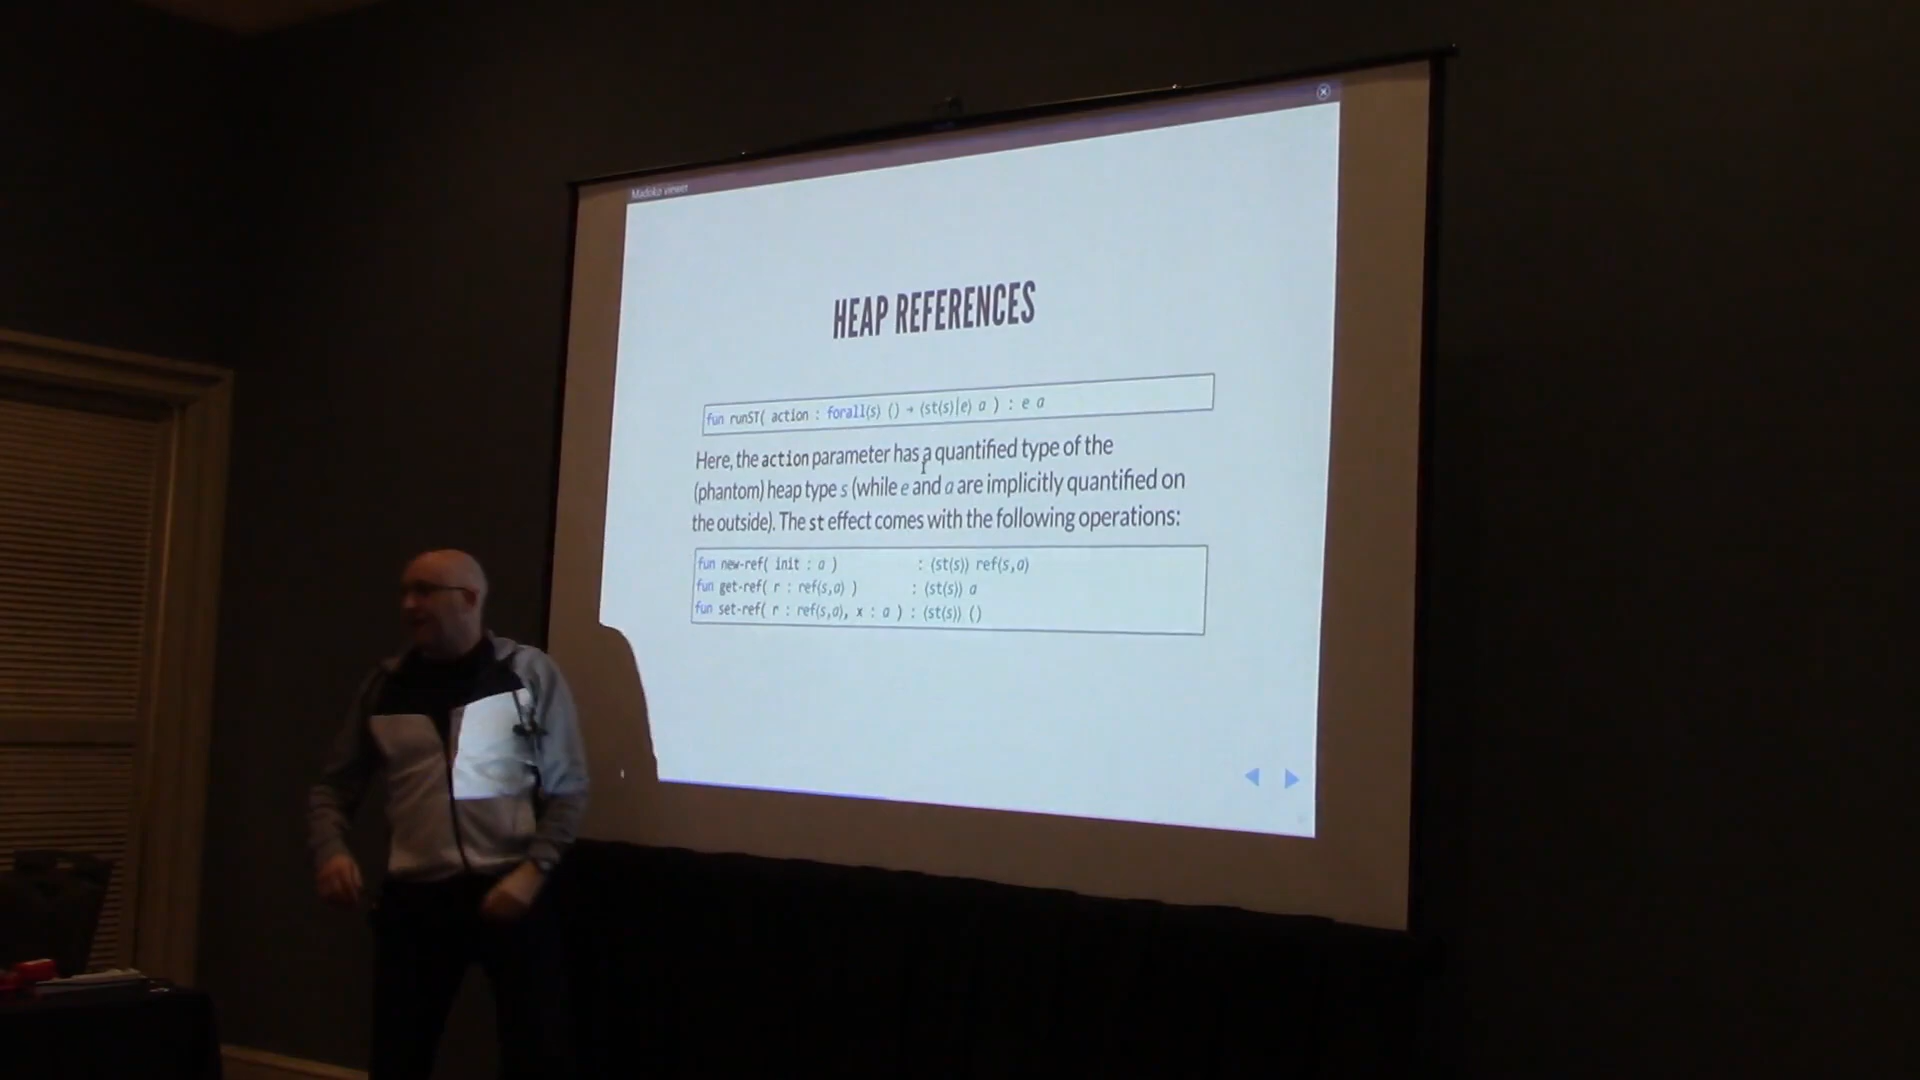 Madoko viewer
HEAP REFERENCES
fun runST( action : forall⟨s⟩ () → ⟨st⟨s⟩|e⟩ a ) : e a
Here, the action parameter has a quantified type of the
(phantom) heap type s (while e and a are implicitly quantified on
the outside). The st effect comes with the following operations:
fun new-ref( init : a ) : ⟨st⟨s⟩⟩ ref⟨s,a⟩
fun get-ref( r : ref⟨s,a⟩ ) : ⟨st⟨s⟩⟩ a
fun set-ref( r : ref⟨s,a⟩, x : a ) : ⟨st⟨s⟩⟩ ()